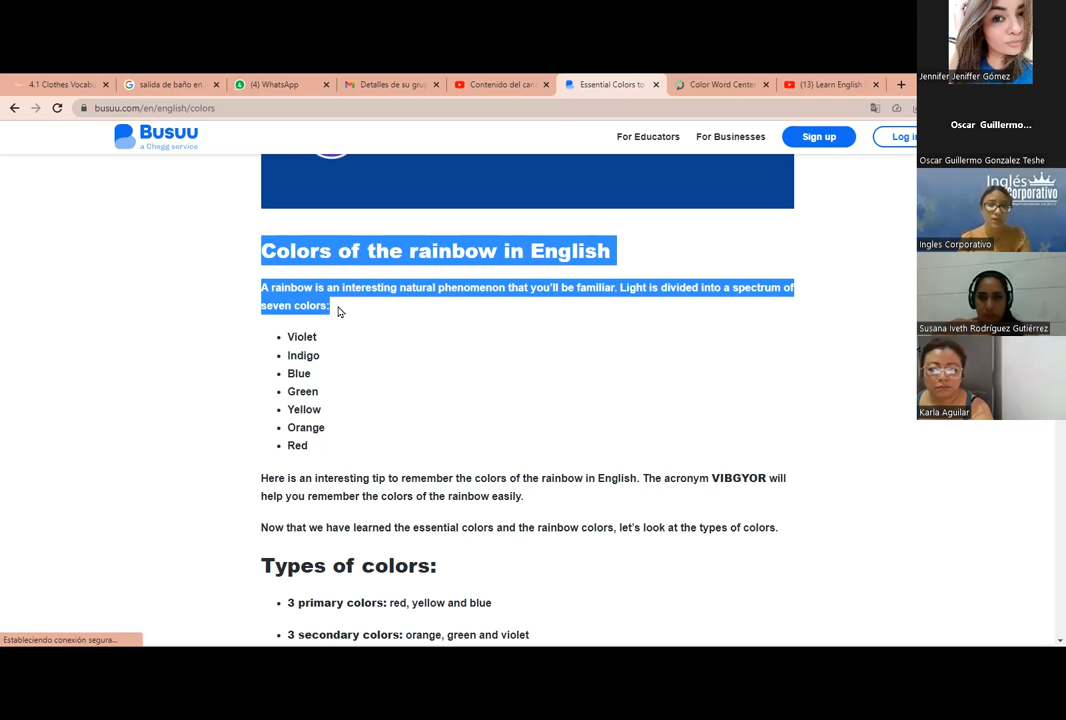 4.1 Clothes Vocabu
salida de baño en
(4) WhatsApp
Detalles de su gru
Contenido del car
Essential Colors to
Color Word Center
(13) Learn English
busuu.com/en/english/colors
Busuu
a Chegg service
For Educators
For Businesses
Sign up
Log in
Colors of the rainbow in English
A rainbow is an interesting natural phenomenon that you'll be familiar. Light is divided into a spectrum of
seven colors:
• Violet
• Indigo
• Blue
• Green
• Yellow
• Orange
• Red
Here is an interesting tip to remember the colors of the rainbow in English. The acronym VIBGYOR will
help you remember the colors of the rainbow easily.
Now that we have learned the essential colors and the rainbow colors, let's look at the types of colors.
Types of colors:
• 3 primary colors: red, yellow and blue
• 3 secondary colors: orange, green and violet
Estableciendo conexión segura...
Jennifer Jeniffer Gómez
Oscar Guillermo...
Oscar Guillermo Gonzalez Teshe
Inglés
Corporativo
Ingles Corporativo
Susana Iveth Rodríguez Gutiérrez
Karla Aguilar